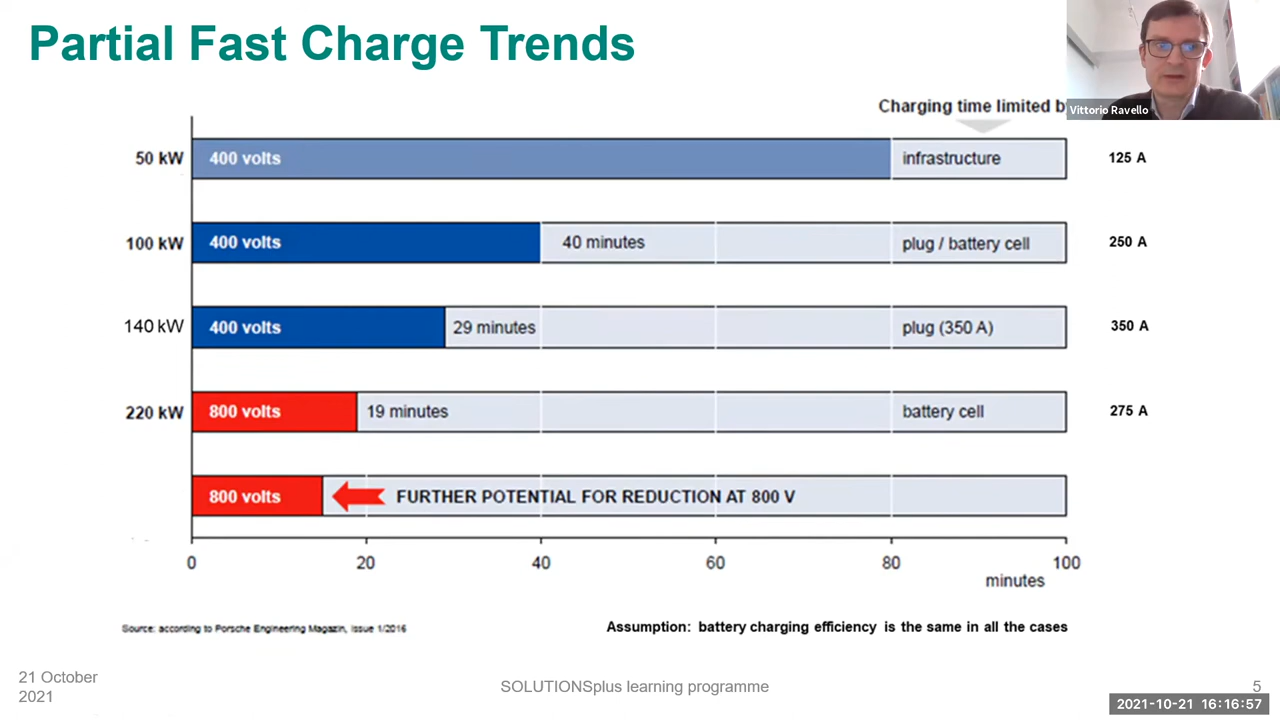 Partial Fast Charge Trends
Vittorio Ravello
Charging time limited b
50 kW 400 volts infrastructure 125 A
100 kW 400 volts 40 minutes plug / battery cell 250 A
140 kW 400 volts 29 minutes plug (350 A) 350 A
220 kW 800 volts 19 minutes battery cell 275 A
800 volts FURTHER POTENTIAL FOR REDUCTION AT 800 V
0 20 40 60 80 100
minutes
Source: according to Porsche Engineering Magazin, Issue 1/2016
Assumption: battery charging efficiency is the same in all the cases
21 October
2021
SOLUTIONSplus learning programme
5
2021-10-21 16:16:57